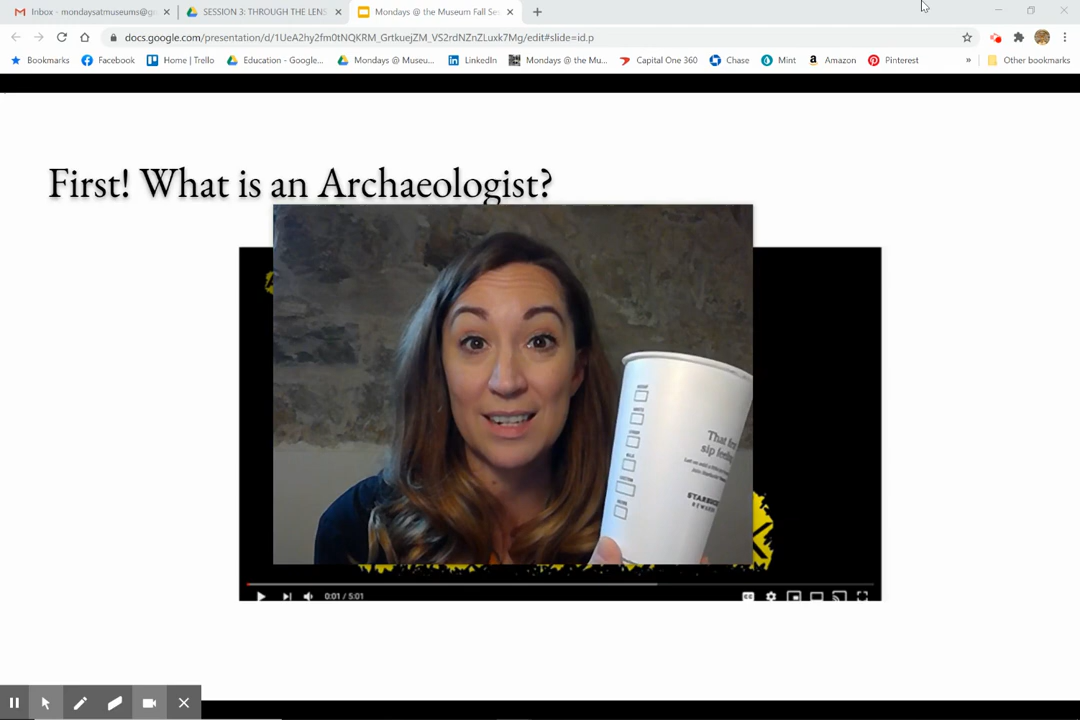 Inbox - mondaysatmuseums@g
SESSION 3: THROUGH THE LENS
Mondays @ the Museum Fall Se
docs.google.com/presentation/d/1UeA2hy2fm0tNQKRM_GrtkuejZM_VS2rdNZnZLuxk7Mg/edit#slide=id.p
Bookmarks Facebook Home | Trello Education - Google... Mondays @ Museu... LinkedIn Mondays @ the Mu... Capital One 360 Chase Mint Amazon Pinterest » Other bookmarks
First! What is an Archaeologist?
That
sip
STARBUCKS
0:01 / 5:01
CC